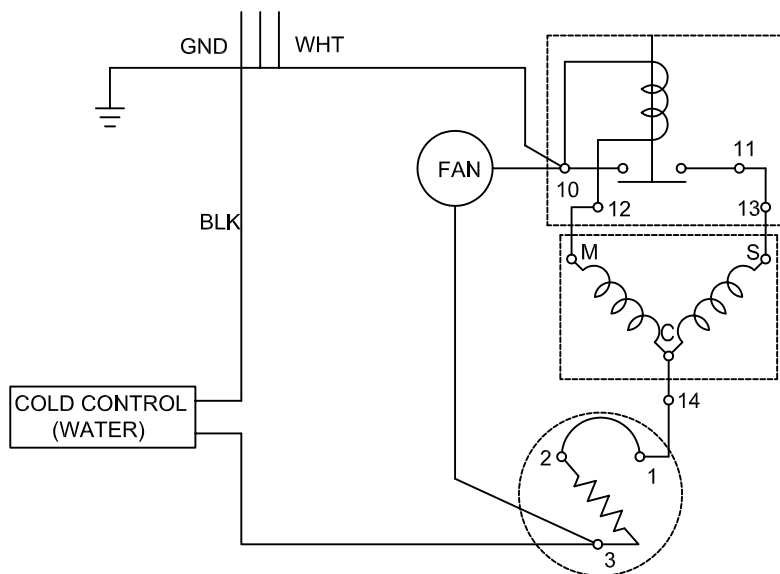 GND
WHT
11
FAN
10
12
13
BLK
M
S
C
COLD CONTROL
(WATER)
14
2
1
3